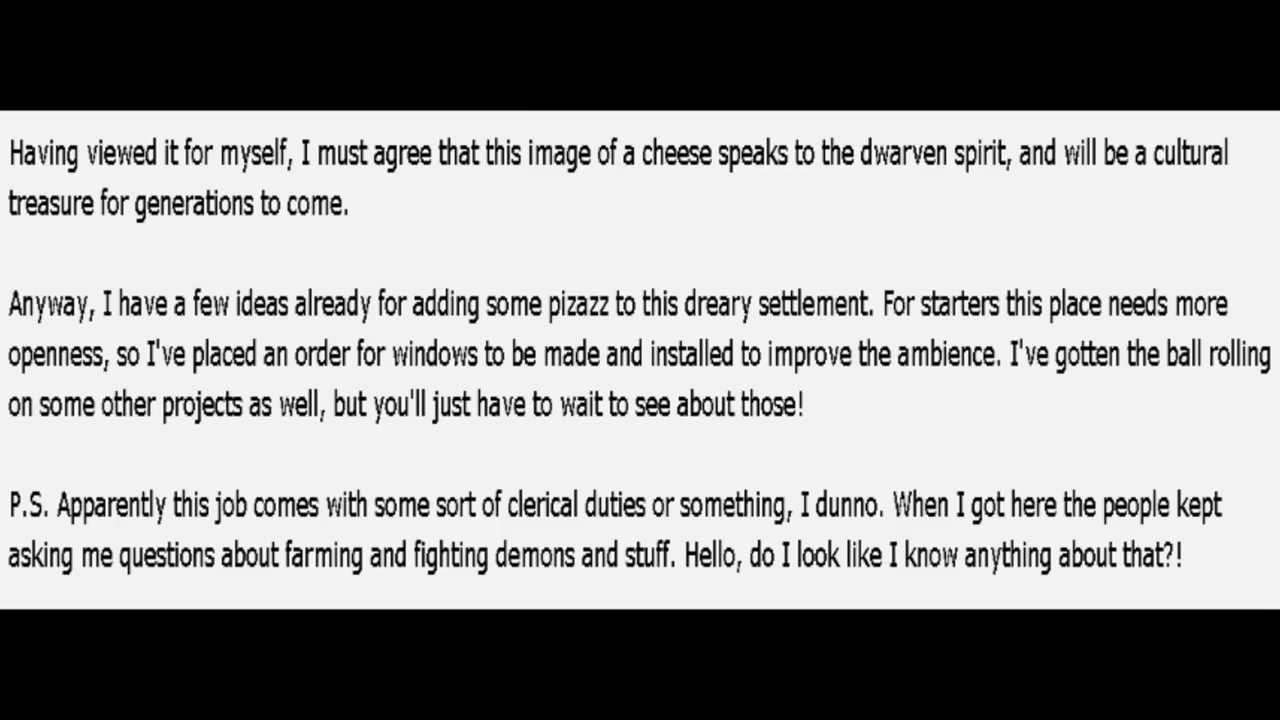 Having viewed it for myself, I must agree that this image of a cheese speaks to the dwarven spirit, and will be a cultural
treasure for generations to come.
Anyway, I have a few ideas already for adding some pizazz to this dreary settlement. For starters this place needs more
openness, so I've placed an order for windows to be made and installed to improve the ambience. I've gotten the ball rolling
on some other projects as well, but you'll just have to wait to see about those!
P.S. Apparently this job comes with some sort of clerical duties or something, I dunno. When I got here the people kept
asking me questions about farming and fighting demons and stuff. Hello, do I look like I know anything about that?!